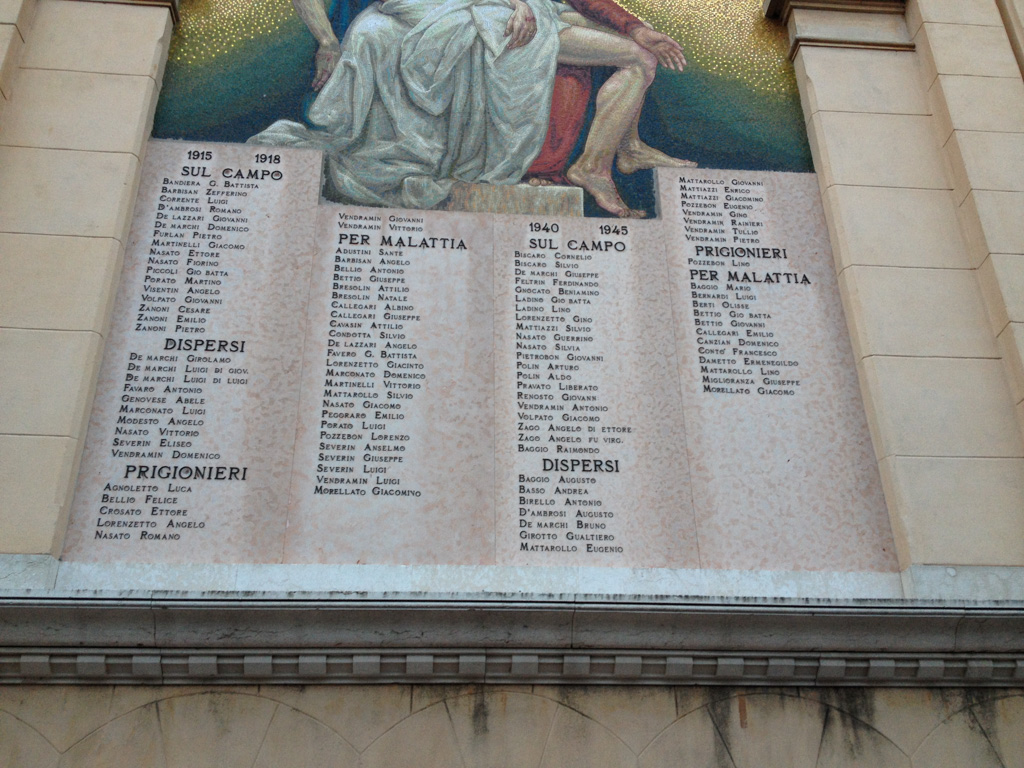 1915 1918
SUL CAMPO
BANDIERA G. BATTISTA
BARBISAN ZEFFERINO
CORRENTE LUIGI
D'AMBROSI ROMANO
DE LAZZARI GIOVANNI
DE MARCHI DOMENICO
FURLAN PIETRO
MARTINELLI GIACOMO
NASATO ETTORE
NASATO FIORINO
PICCOLI GIO BATTA
PORATO MARTINO
VISENTIN ANGELO
VOLPATO GIOVANNI
ZANONI CESARE
ZANONI EMILIO
ZANONI PIETRO
DISPERSI
DE MARCHI GIROLAMO
DE MARCHI LUIGI DI GIOV.
DE MARCHI LUIGI DI LUIGI
FAVARO ANTONIO
GENOVESE ABELE
MARCONATO LUIGI
MODESTO ANGELO
NASATO VITTORIO
SEVERIN ELISEO
VENDRAMIN DOMENICO
PRIGIONIERI
AGNOLETTO LUCA
BELLIO FELICE
CROSATO ETTORE
LORENZETTO ANGELO
NASATO ROMANO
VENDRAMIN GIOVANNI
VENDRAMIN VITTORIO
PER MALATTIA
ADUSTINI SANTE
BARBISAN ANGELO
BELLIO ANTONIO
BETTIO GIUSEPPE
BRESOLIN ATTILIO
BRESOLIN NATALE
CALLEGARI ALBINO
CALLEGARI GIUSEPPE
CAVASIN ATTILIO
CONDOTTA SILVIO
DE LAZZARI ANGELO
FAVERO G. BATTISTA
LORENZETTO GIACINTO
MARCONATO DOMENICO
MARTINELLI VITTORIO
MATTAROLLO SILVIO
NASATO GIACOMO
PEGORARO EMILIO
PORATO LUIGI
POZZEBON LORENZO
SEVERIN ANSELMO
SEVERIN GIUSEPPE
SEVERIN LUIGI
VENDRAMIN LUIGI
MORELLATO GIACOMINO
1940 1945
SUL CAMPO
BISCARO CORNELIO
BISCARO SILVIO
DE MARCHI GIUSEPPE
FELTRIN FERDINANDO
GNOCATO BENIAMINO
LADINO GIO BATTA
LADINO LINO
LORENZETTO GINO
MATTIAZZI SILVIO
NASATO GUERRINO
NASATO SILVIA
PIETROBON GIOVANNI
POLIN ARTURO
POLIN ALDO
PRAVATO LIBERATO
RENOSTO GIOVANNI
VENDRAMIN ANTONIO
VOLPATO GIACOMO
ZAGO ANGELO DI ETTORE
ZAGO ANGELO FU VIRG.
BAGGIO RAIMONDO
DISPERSI
BAGGIO AUGUSTO
BASSO ANDREA
BIRELLO ANTONIO
D'AMBROSI AUGUSTO
DE MARCHI BRUNO
GIROTTO GUALTIERO
MATTAROLLO EUGENIO
MATTAROLLO GIOVANNI
MATTIAZZI ENRICO
MATTIAZZI GIACOMINO
POZZEBON EUGENIO
VENDRAMIN GINO
VENDRAMIN RAINIERI
VENDRAMIN TULLIO
VENDRAMIN PIETRO
PRIGIONIERI
POZZEBON LINO
PER MALATTIA
BAGGIO MARIO
BERNARDI LUIGI
BERTI OLISSE
BETTIO GIO BATTA
BETTIO GIOVANNI
CALLEGARI EMILIO
CANZIAN DOMENICO
CONTO' FRANCESCO
DAMETTO ERMENEGILDO
MATTAROLLO LINO
MIGLIORANZA GIUSEPPE
MORELLATO GIACOMO